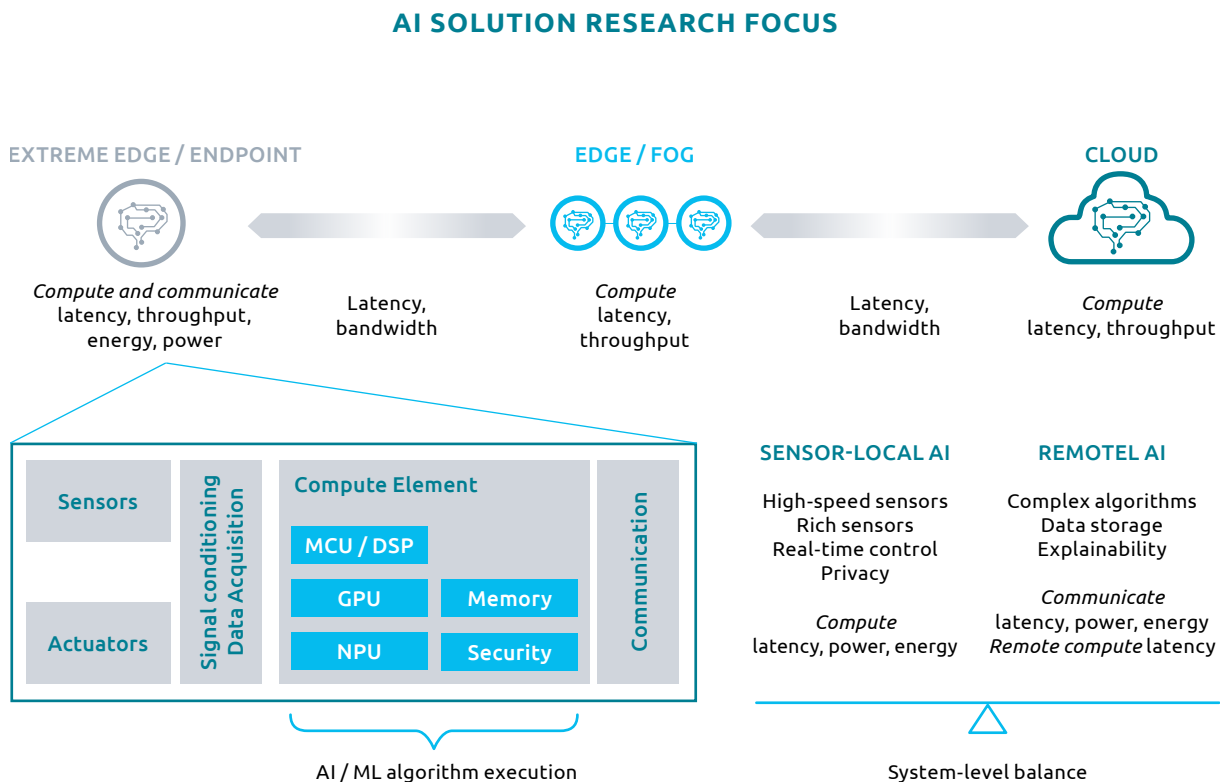 AI SOLUTION RESEARCH FOCUS
EXTREME EDGE / ENDPOINT
EDGE / FOG
CLOUD
Compute and communicate
latency, throughput,
energy, power
Latency,
bandwidth
Compute
latency,
throughput
Latency,
bandwidth
Compute
latency, throughput
Sensors
Actuators
Signal conditioning
Data Acquisition
Compute Element
MCU / DSP
GPU
Memory
NPU
Security
Communication
AI / ML algorithm execution
SENSOR-LOCAL AI
High-speed sensors
Rich sensors
Real-time control
Privacy
Compute
latency, power, energy
REMOTEL AI
Complex algorithms
Data storage
Explainability
Communicate
latency, power, energy
Remote compute latency
System-level balance